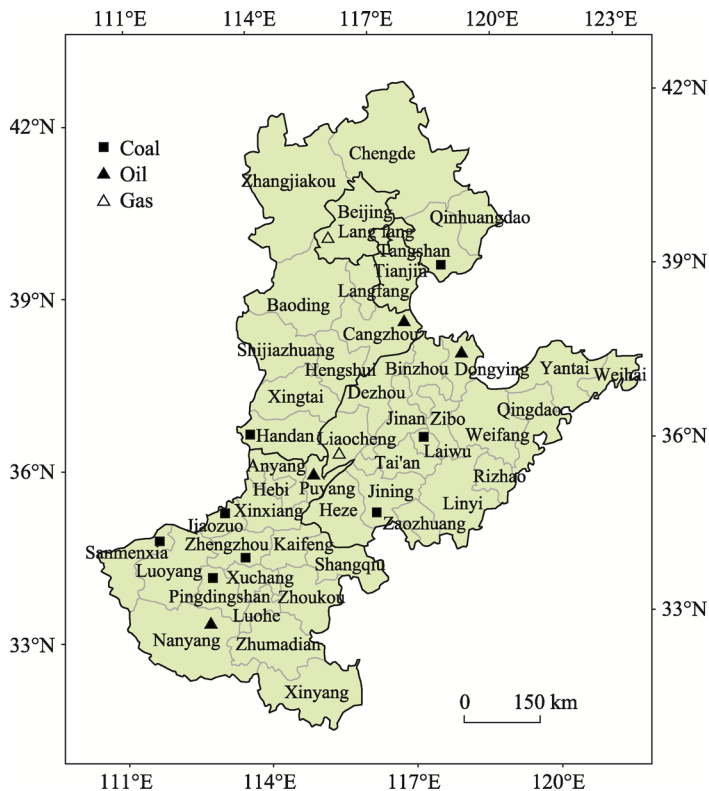 111°E 114°E 117°E 120°E 123°E
42°N
42°N
Coal
Oil
Gas
Chengde
Zhangjiakou
Beijing
Qinhuangdao
Langfang
Tangshan
39°N
Tianjin
Langfang
39°N
Baoding
Cangzhou
Shijiazhuang
Hengshui
Binzhou Dongying
Yantai
Weihai
Dezhou
Xingtai
Qingdao
Jinan Zibo
Handan
Liaocheng
Weifang
36°N
Laiwu
Anyang
Tai'an
36°N
Rizhao
Hebi
Puyang
Jining
Linyi
Xinxiang
Heze
Jiaozuo
Zaozhuang
Zhengzhou
Kaifeng
Sanmenxia
Shangqiu
Luoyang
Xuchang
Pingdingshan
Zhoukou
33°N
Luohe
Nanyang
Zhumadian
33°N
Xinyang
0 150 km
111°E 114°E 117°E 120°E